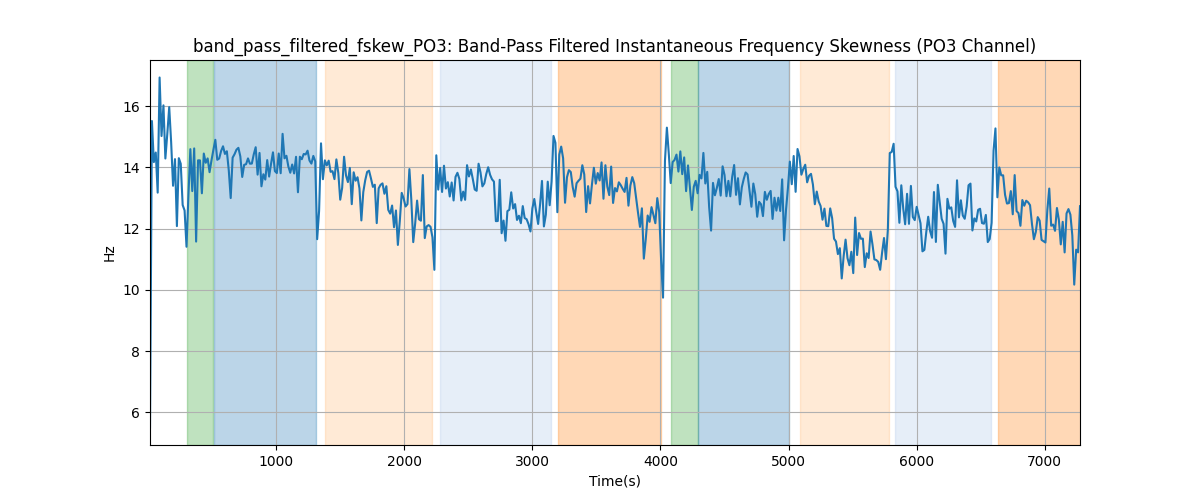 band_pass_filtered_fskew_PO3: Band-Pass Filtered Instantaneous Frequency Skewness (PO3 Channel)
16
14
12
10
8
6
Hz
1000 2000 3000 4000 5000 6000 7000
Time(s)